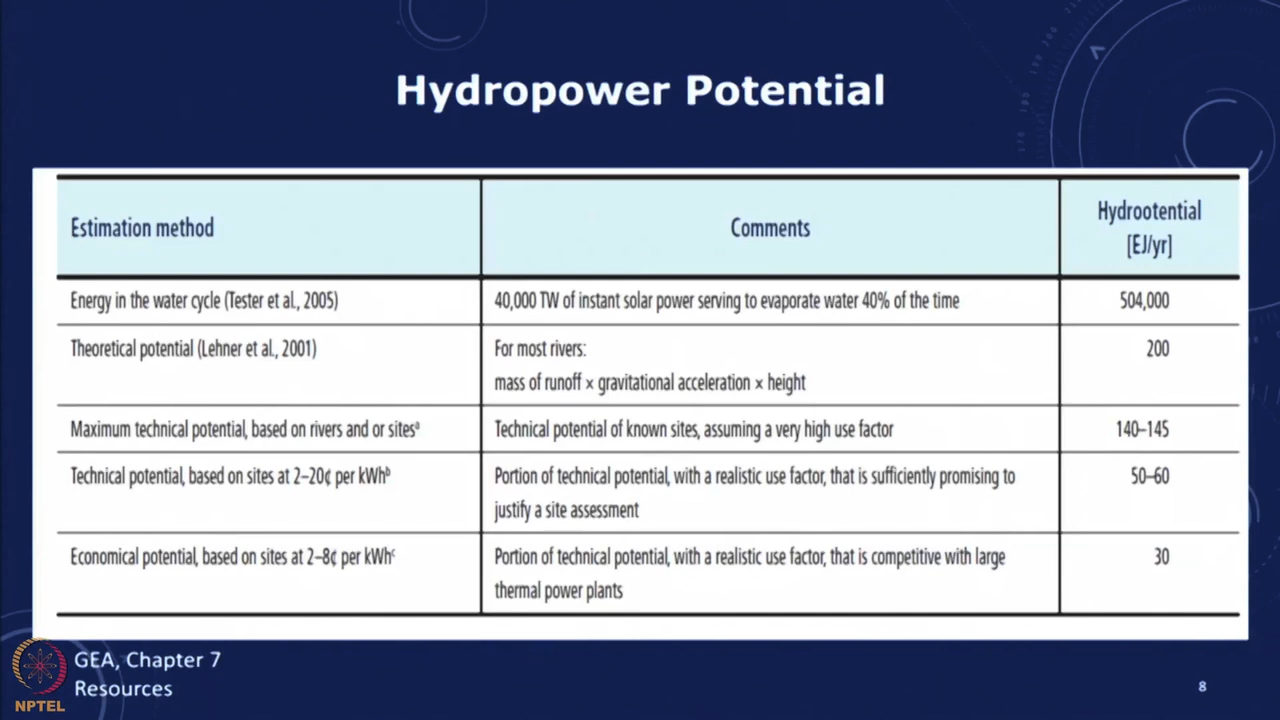 Hydropower Potential
Estimation method
Comments
Hydrootential
[EJ/yr]
Energy in the water cycle (Tester et al., 2005)
40,000 TW of instant solar power serving to evaporate water 40% of the time
504,000
Theoretical potential (Lehner et al., 2001)
For most rivers:
mass of runoff × gravitational acceleration × height
200
Maximum technical potential, based on rivers and or sitesᵃ
Technical potential of known sites, assuming a very high use factor
140–145
Technical potential, based on sites at 2–20¢ per kWhᵇ
Portion of technical potential, with a realistic use factor, that is sufficiently promising to
justify a site assessment
50–60
Economical potential, based on sites at 2–8¢ per kWhᶜ
Portion of technical potential, with a realistic use factor, that is competitive with large
thermal power plants
30
GEA, Chapter 7
Resources
NPTEL
8